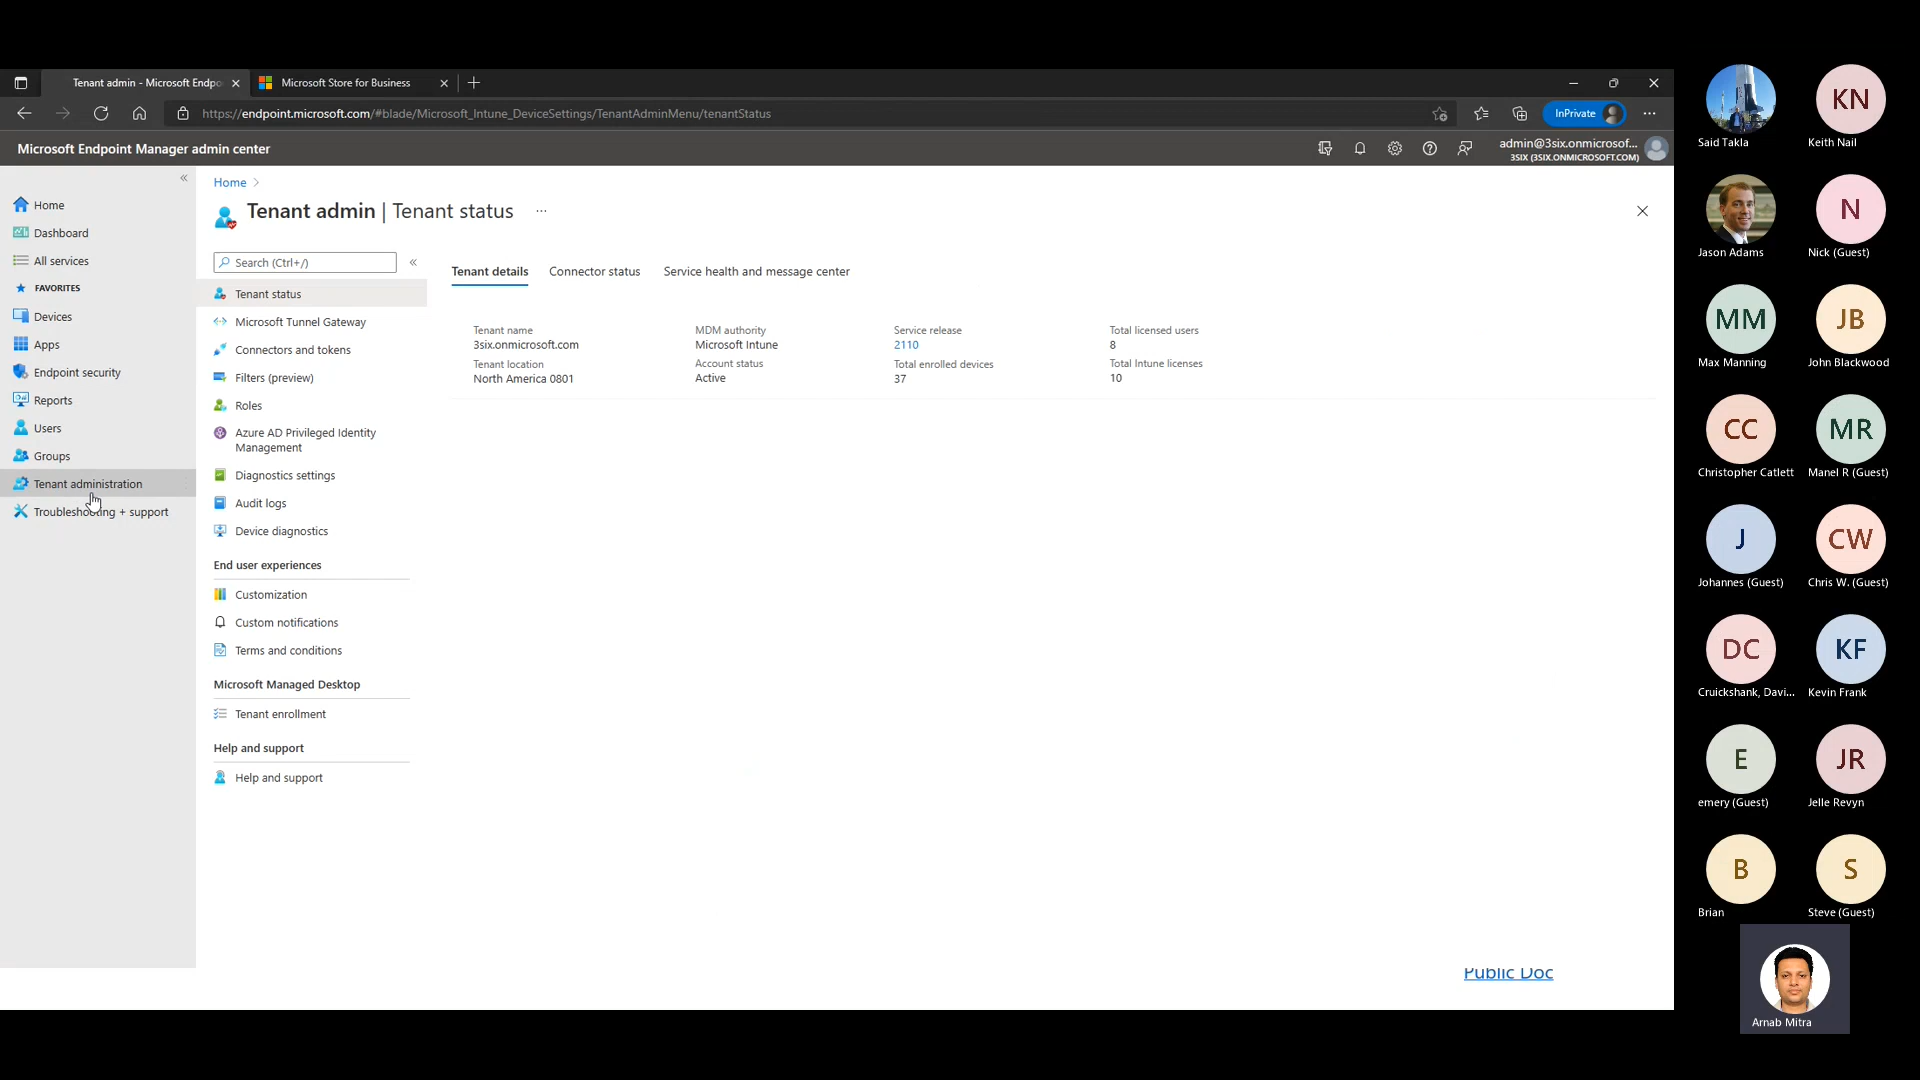 Tenant admin - Microsoft Endpo
Microsoft Store for Business
https://endpoint.microsoft.com/#blade/Microsoft_Intune_DeviceSettings/TenantAdminMenu/tenantStatus
InPrivate
Microsoft Endpoint Manager admin center
admin@3six.onmicrosof...
3SIX (3SIX.ONMICROSOFT.COM)
Home
Dashboard
All services
FAVORITES
Devices
Apps
Endpoint security
Reports
Users
Groups
Tenant administration
Troubleshooting + support
Home
Tenant admin | Tenant status
...
Search (Ctrl+/)
Tenant status
Microsoft Tunnel Gateway
Connectors and tokens
Filters (preview)
Roles
Azure AD Privileged Identity
Management
Diagnostics settings
Audit logs
Device diagnostics
End user experiences
Customization
Custom notifications
Terms and conditions
Microsoft Managed Desktop
Tenant enrollment
Help and support
Help and support
Tenant details
Connector status
Service health and message center
Tenant name
3six.onmicrosoft.com
Tenant location
North America 0801
MDM authority
Microsoft Intune
Account status
Active
Service release
2110
Total enrolled devices
37
Total licensed users
8
Total Intune licenses
10
Public Doc
Said Takla
KN
Keith Nail
Jason Adams
N
Nick (Guest)
MM
Max Manning
JB
John Blackwood
CC
Christopher Catlett
MR
Manel R (Guest)
J
Johannes (Guest)
CW
Chris W. (Guest)
DC
Cruickshank, Davi...
KF
Kevin Frank
E
emery (Guest)
JR
Jelle Revyn
B
Brian
S
Steve (Guest)
Arnab Mitra